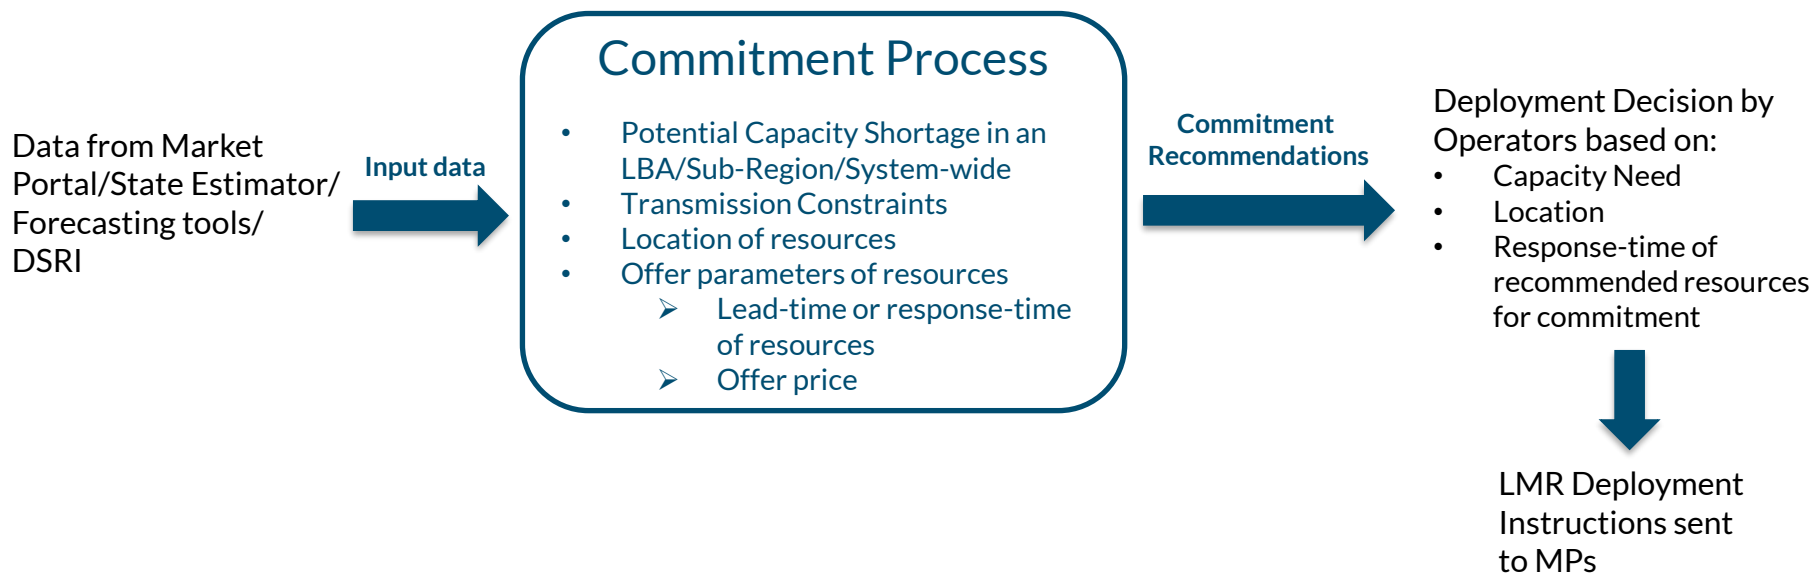 Data from Market
Portal/State Estimator/
Forecasting tools/
DSRI
Input data
Commitment Process
• Potential Capacity Shortage in an
LBA/Sub-Region/System-wide
• Transmission Constraints
• Location of resources
• Offer parameters of resources
➢ Lead-time or response-time
of resources
➢ Offer price
Commitment
Recommendations
Deployment Decision by
Operators based on:
• Capacity Need
• Location
• Response-time of
recommended resources
for commitment
LMR Deployment
Instructions sent
to MPs